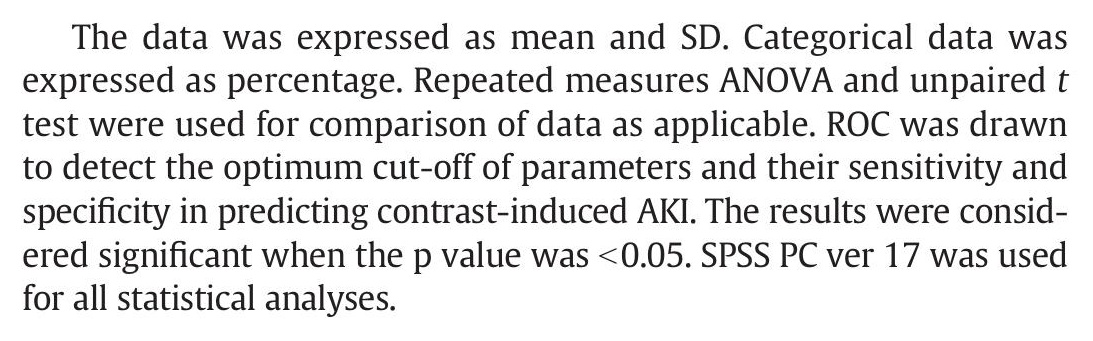 The data was expressed as mean and SD. Categorical data was
expressed as percentage. Repeated measures ANOVA and unpaired t
test were used for comparison of data as applicable. ROC was drawn
to detect the optimum cut-off of parameters and their sensitivity and
specificity in predicting contrast-induced AKI. The results were consid-
ered significant when the p value was <0.05. SPSS PC ver 17 was used
for all statistical analyses.